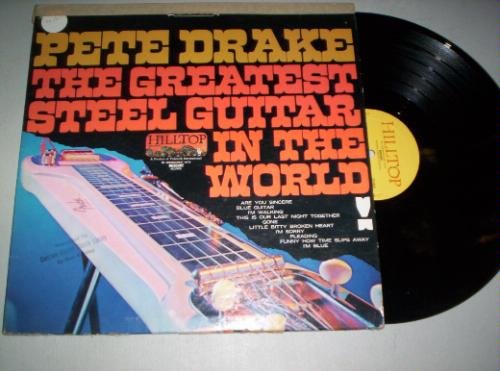 PETE DRAKE
THE GREATEST
STEEL GUITAR
IN THE
WORLD
HILLTOP
ARE YOU SINCERE
BLUE GUITAR
I'M WALKING
THIS IS OUR LAST NIGHT TOGETHER
GONE
LITTLE BITTY BROKEN HEART
I'M SORRY
PLEADING
FUNNY HOW TIME SLIPS AWAY
I'M BLUE
HILLTOP